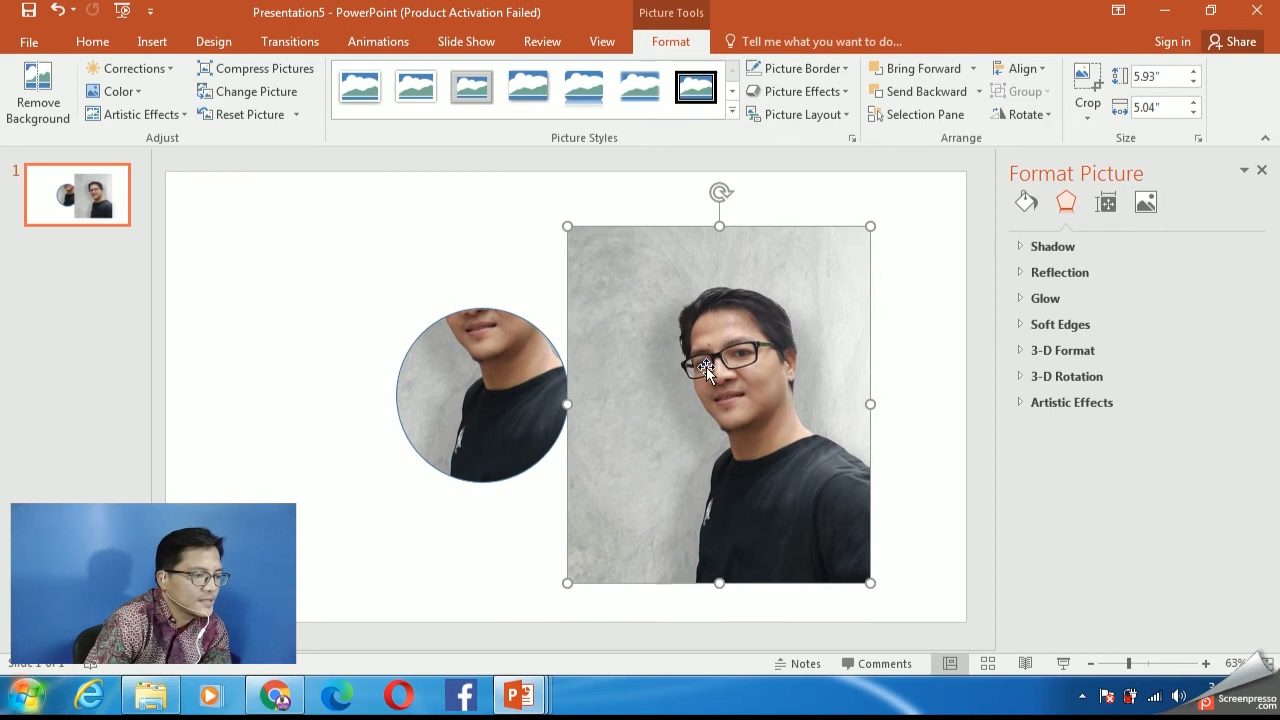 Presentation5 - PowerPoint (Product Activation Failed)
Picture Tools
File
Home
Insert
Design
Transitions
Animations
Slide Show
Review
View
Format
Tell me what you want to do...
Sign in
Share
Remove
Background
Corrections
Color
Artistic Effects
Compress Pictures
Change Picture
Reset Picture
Adjust
Picture Styles
Picture Border
Picture Effects
Picture Layout
Bring Forward
Send Backward
Selection Pane
Align
Group
Rotate
Arrange
Crop
5.93"
5.04"
Size
1
Format Picture
Shadow
Reflection
Glow
Soft Edges
3-D Format
3-D Rotation
Artistic Effects
Notes
Comments
63%
Screenpresso
.com